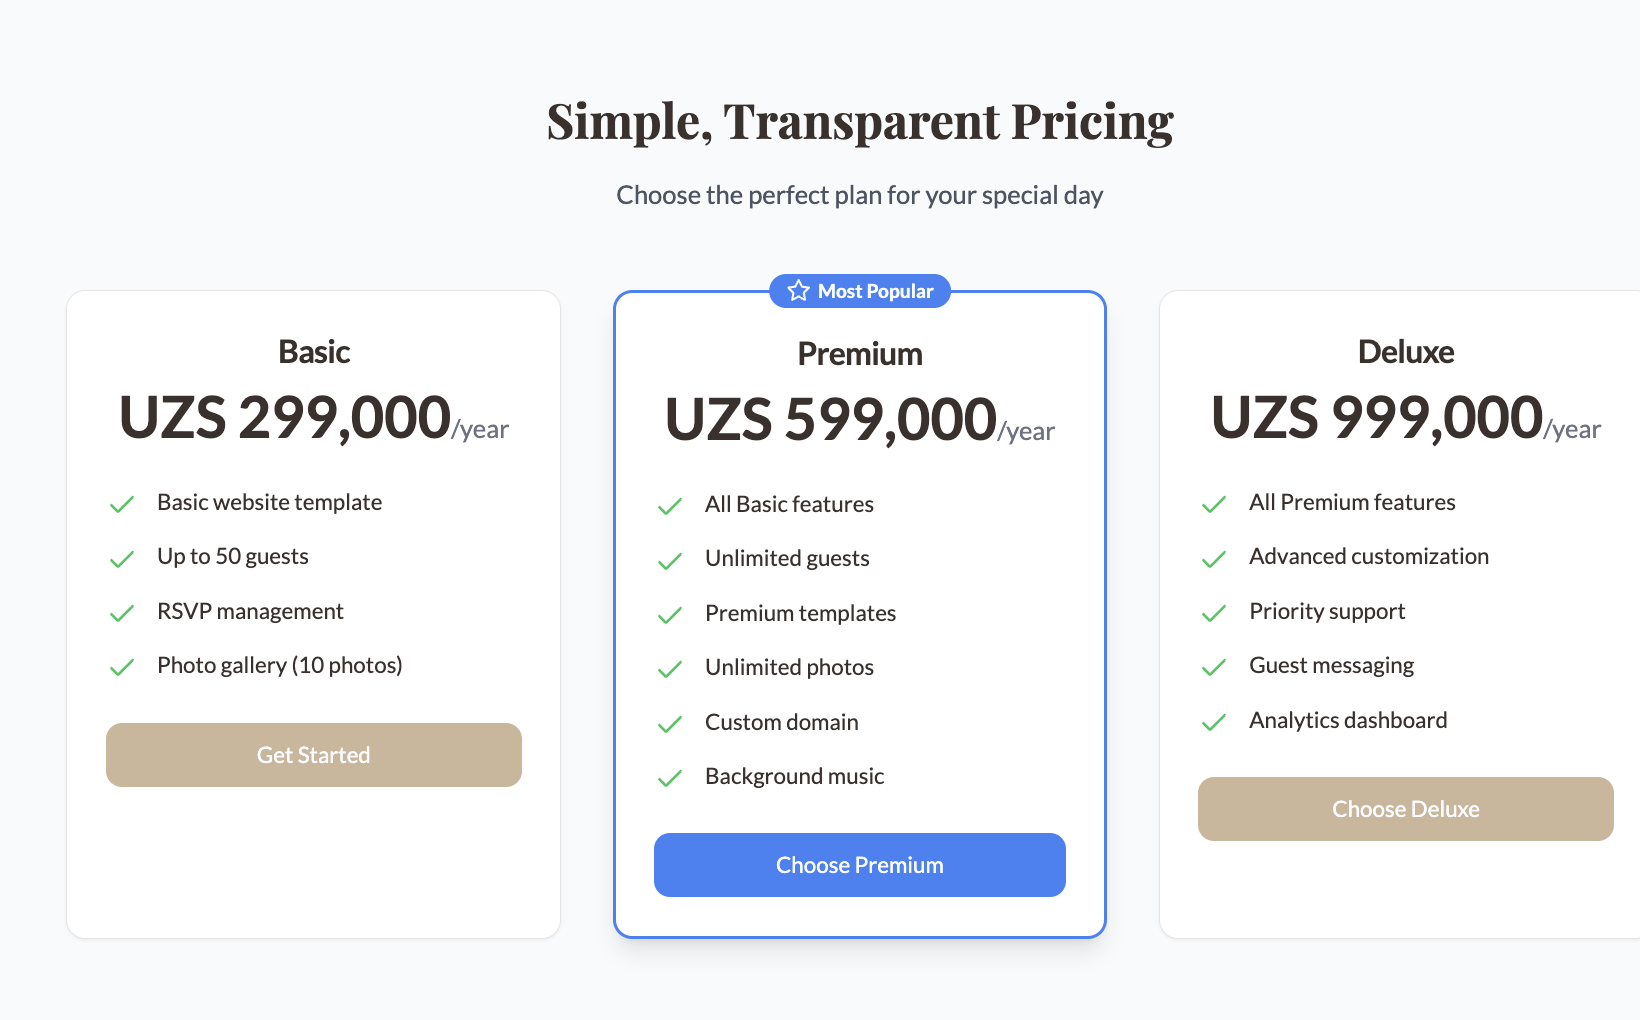 Simple, Transparent Pricing
Choose the perfect plan for your special day
Basic
UZS 299,000/year
Basic website template
Up to 50 guests
RSVP management
Photo gallery (10 photos)
Get Started
Most Popular
Premium
UZS 599,000/year
All Basic features
Unlimited guests
Premium templates
Unlimited photos
Custom domain
Background music
Choose Premium
Deluxe
UZS 999,000/year
All Premium features
Advanced customization
Priority support
Guest messaging
Analytics dashboard
Choose Deluxe